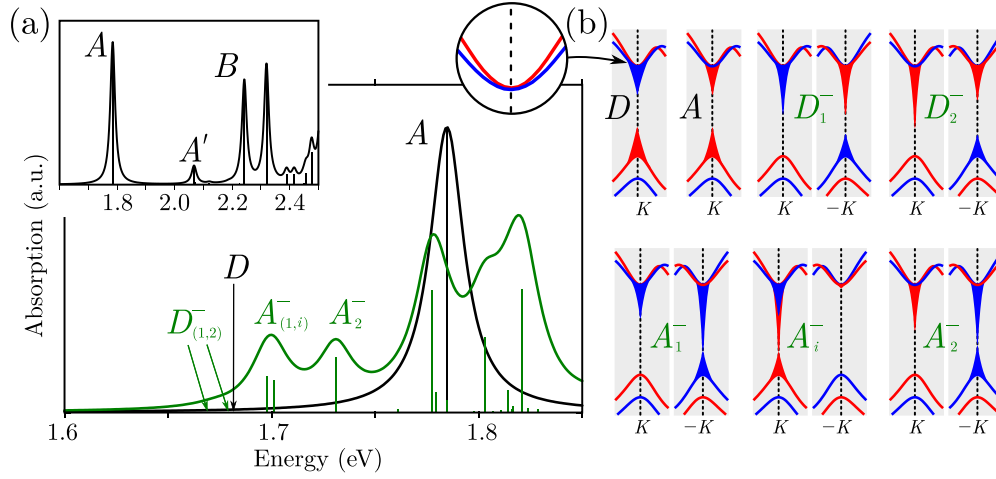 (a)
A
A′
B
1.8 2.0 2.2 2.4
Absorption (a.u.)
D⁻(1,2)
D
A⁻(1,i)
A⁻2
A
1.6 1.7 1.8
Energy (eV)
(b)
D A D⁻1 D⁻2
K K K −K K −K
A⁻1 A⁻i A⁻2
K −K K −K K −K